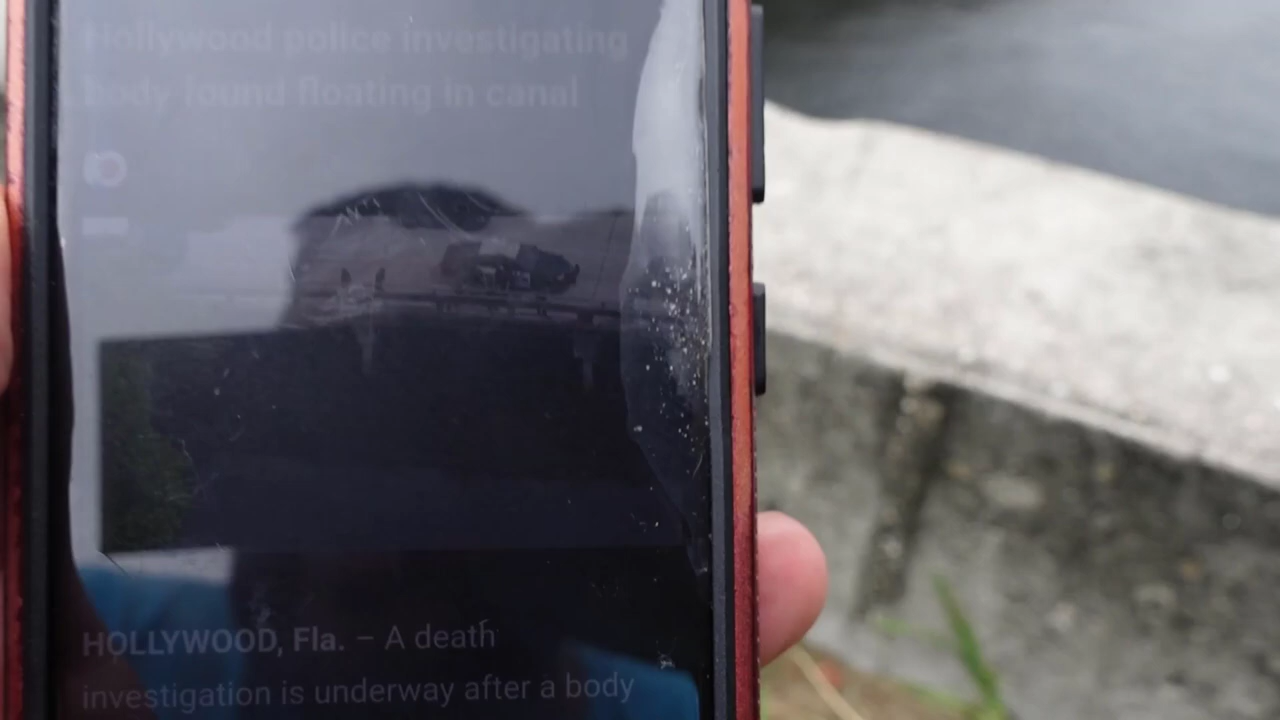 Hollywood police investigating
body found floating in canal
HOLLYWOOD, Fla. – A death
investigation is underway after a body